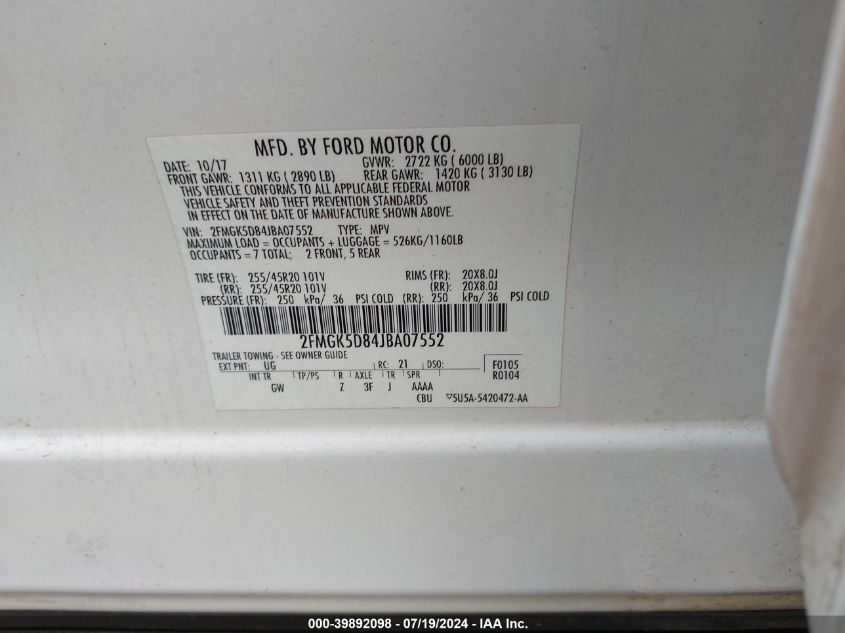 MFD. BY FORD MOTOR CO.
DATE: 10/17 GVWR: 2722 KG ( 6000 LB)
FRONT GAWR: 1311 KG ( 2890 LB) REAR GAWR: 1420 KG ( 3130 LB)
THIS VEHICLE CONFORMS TO ALL APPLICABLE FEDERAL MOTOR
VEHICLE SAFETY AND THEFT PREVENTION STANDARDS
IN EFFECT ON THE DATE OF MANUFACTURE SHOWN ABOVE.
VIN: 2FMGK5D84JBA07552 TYPE: MPV
MAXIMUM LOAD = OCCUPANTS + LUGGAGE = 526KG/1160LB
OCCUPANTS = 7 TOTAL; 2 FRONT, 5 REAR
TIRE (FR): 255/45R20 101V RIMS (FR): 20X8.0J
(RR): 255/45R20 101V (RR): 20X8.0J
PRESSURE (FR): 250 kPa/ 36 PSI COLD (RR): 250 kPa/ 36 PSI COLD
2FMGK5D84JBA07552
TRAILER TOWING - SEE OWNER GUIDE
EXT PNT: UG RC: 21 DSO: F0105
INT TR TP/PS R AXLE TR SPR R0104
GW Z 3F J AAAA
CBU ▽5U5A-5420472-AA
000-39892098 - 07/19/2024 - IAA Inc.